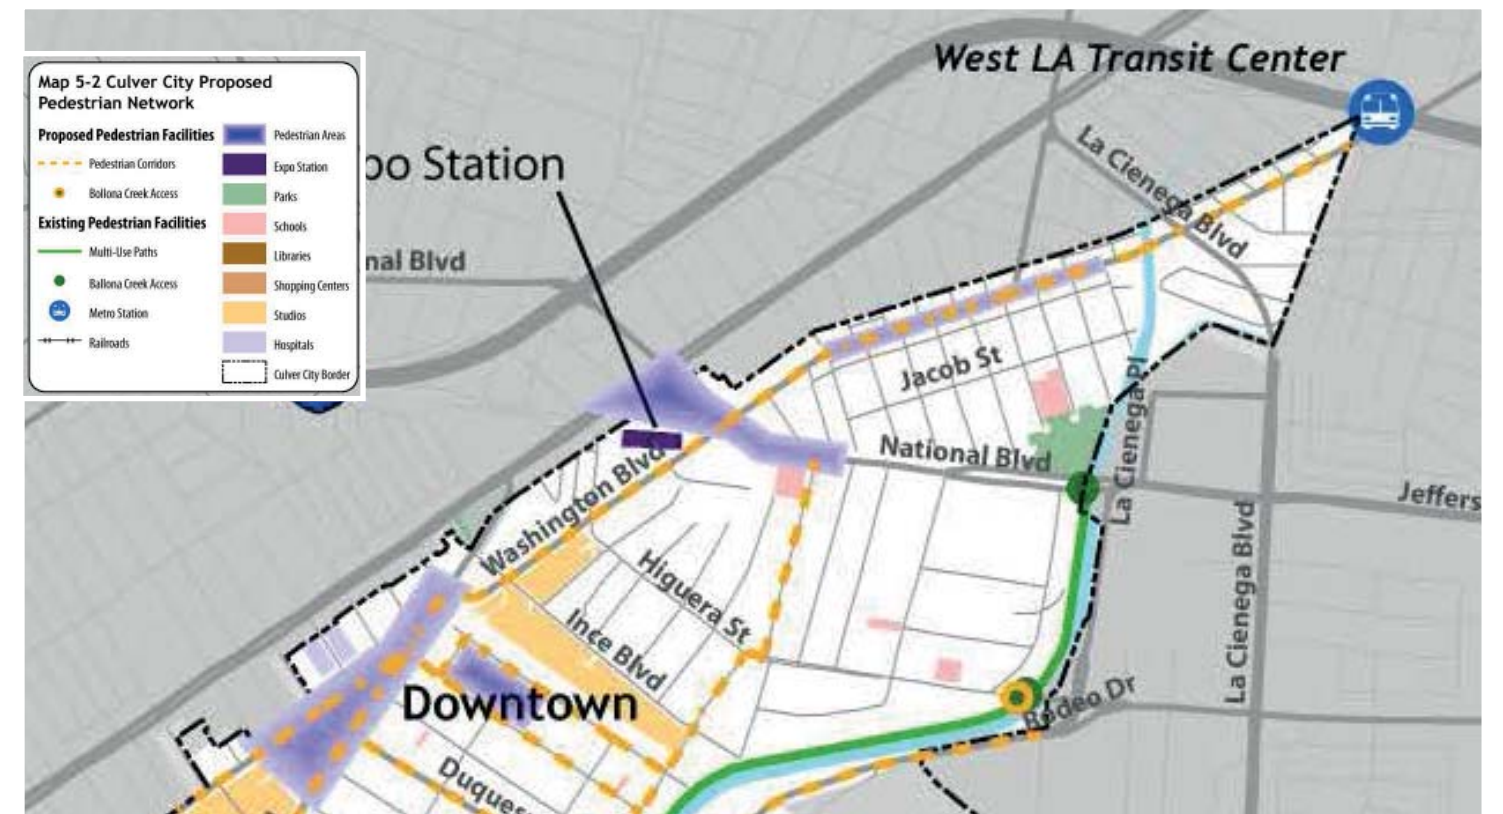 West LA Transit Center
Map 5-2 Culver City Proposed
Pedestrian Network
Proposed Pedestrian Facilities
Pedestrian Corridors
Bollona Creek Access
Existing Pedestrian Facilities
Multi-Use Paths
Ballona Creek Access
Metro Station
Railroads
Pedestrian Areas
Expo Station
Parks
Schools
Libraries
Shopping Centers
Studios
Hospitals
Culver City Border
po Station
nal Blvd
La Cienega Blvd
Jacob St
National Blvd
La Cienega Pl
Jeffers
Washington Blvd
Higuera St
Ince Blvd
La Cienega Blvd
Rodeo Dr
Downtown
Duques